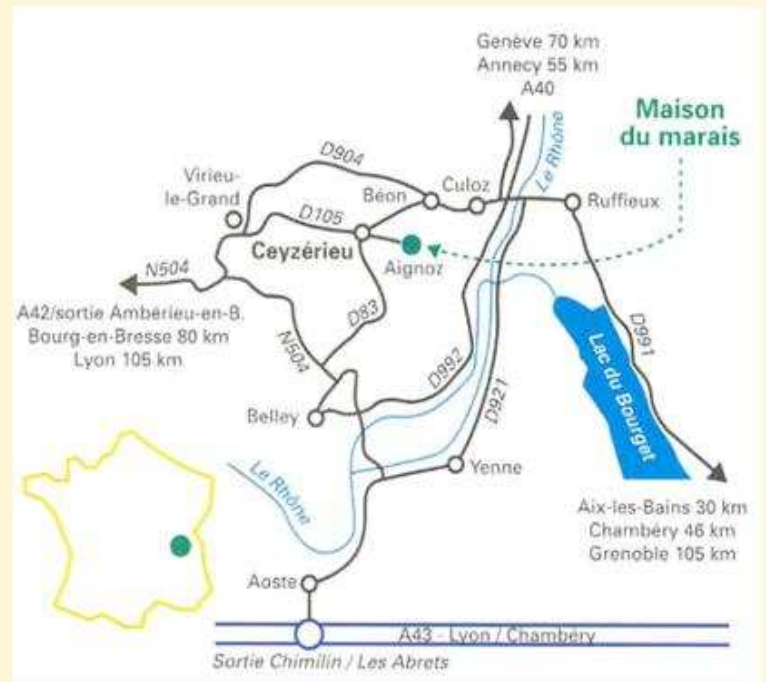 Genève 70 km
Annecy 55 km
A40
Maison
du marais
Le Rhône
D904
Virieu-
le-Grand
Béon
Culoz
Ruffieux
D105
Ceyzérieu
Aignoz
N504
A42/sortie Ambérieu-en-B.
Bourg-en-Bresse 80 km
Lyon 105 km
D83
N504
D992
D921
D991
Lac du Bourget
Belley
Le Rhône
Yenne
Aix-les-Bains 30 km
Chambéry 46 km
Grenoble 105 km
Aoste
A43 - Lyon / Chambéry
Sortie Chimilin / Les Abrets